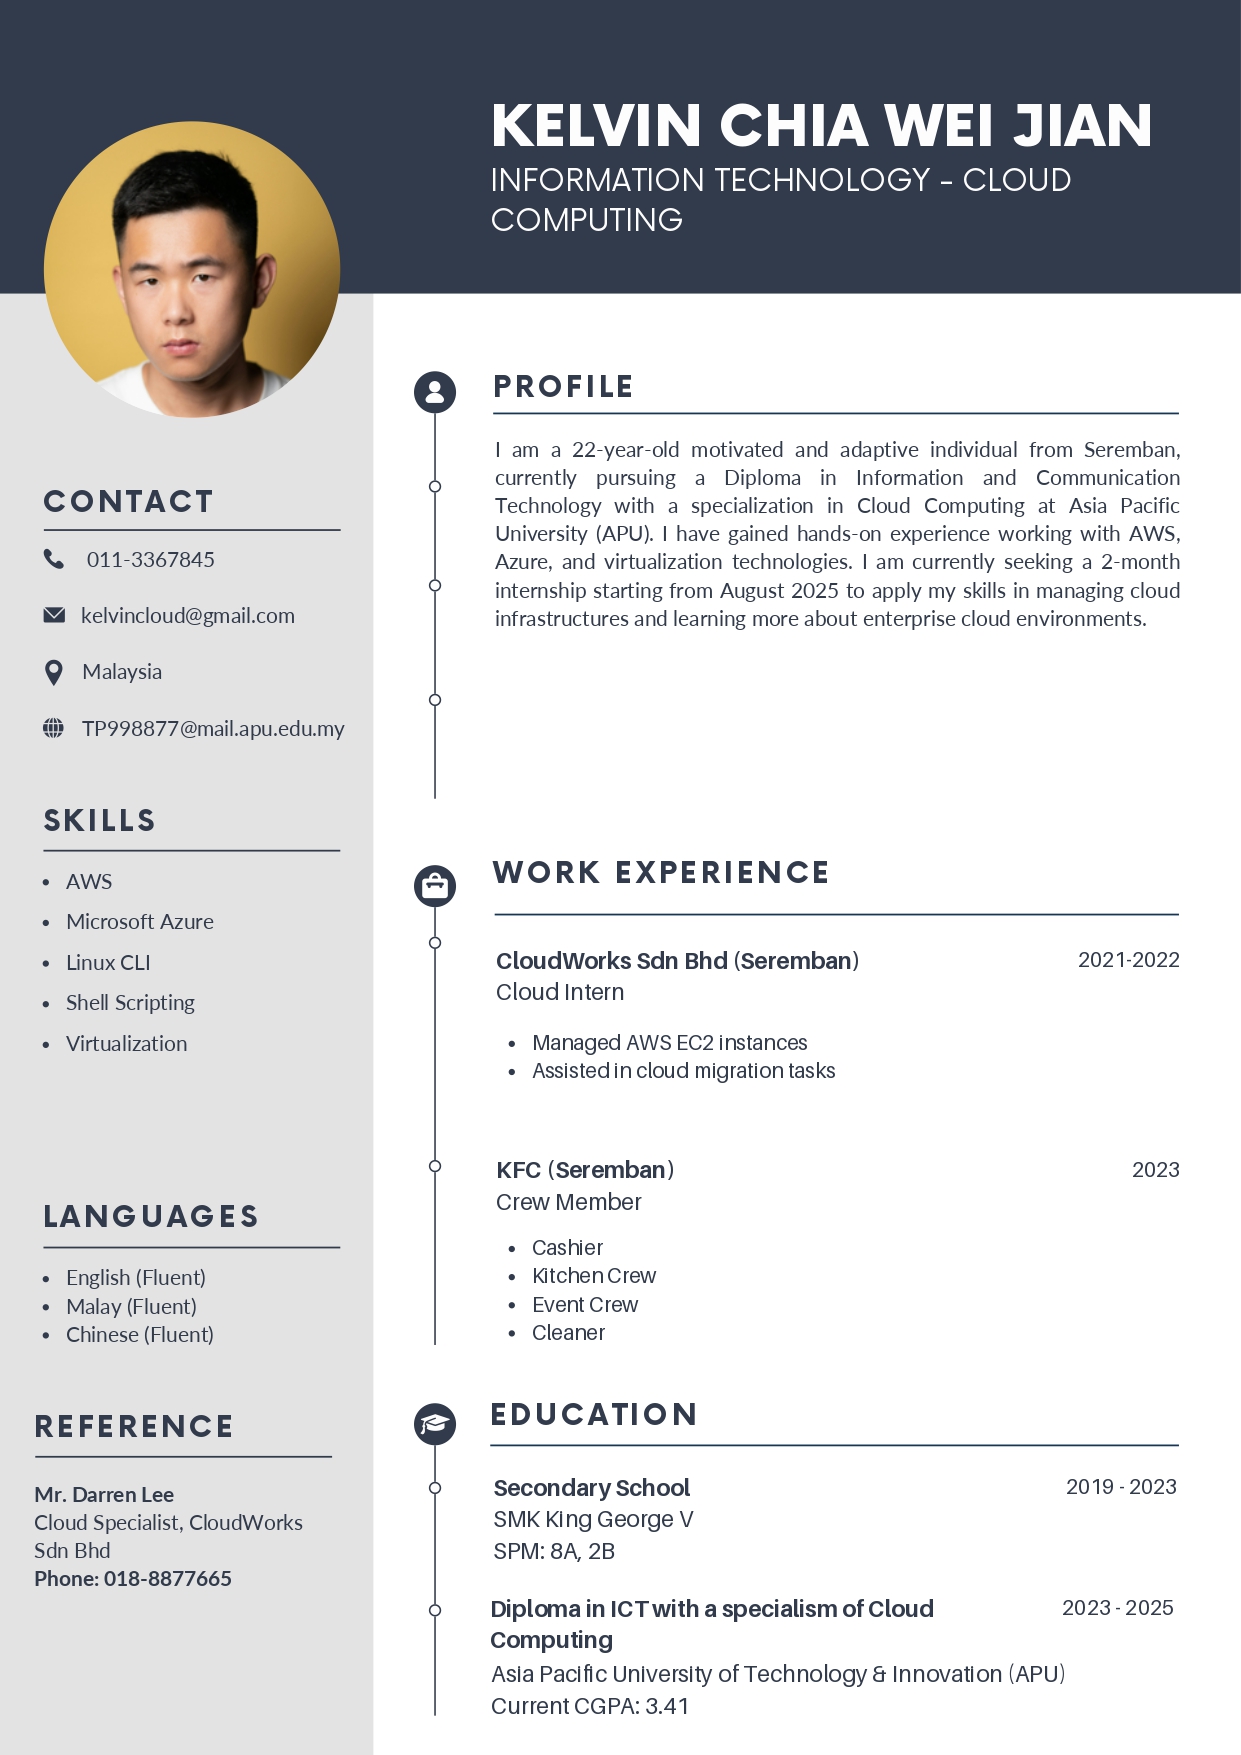 KELVIN CHIA WEI JIAN
INFORMATION TECHNOLOGY - CLOUD
COMPUTING
CONTACT
011-3367845
kelvincloud@gmail.com
Malaysia
TP998877@mail.apu.edu.my
SKILLS
• AWS
• Microsoft Azure
• Linux CLI
• Shell Scripting
• Virtualization
LANGUAGES
• English (Fluent)
• Malay (Fluent)
• Chinese (Fluent)
REFERENCE
Mr. Darren Lee
Cloud Specialist, CloudWorks
Sdn Bhd
Phone: 018-8877665
PROFILE
I am a 22-year-old motivated and adaptive individual from Seremban,
currently pursuing a Diploma in Information and Communication
Technology with a specialization in Cloud Computing at Asia Pacific
University (APU). I have gained hands-on experience working with AWS,
Azure, and virtualization technologies. I am currently seeking a 2-month
internship starting from August 2025 to apply my skills in managing cloud
infrastructures and learning more about enterprise cloud environments.
WORK EXPERIENCE
CloudWorks Sdn Bhd (Seremban) 2021-2022
Cloud Intern
• Managed AWS EC2 instances
• Assisted in cloud migration tasks
KFC (Seremban) 2023
Crew Member
• Cashier
• Kitchen Crew
• Event Crew
• Cleaner
EDUCATION
Secondary School 2019 - 2023
SMK King George V
SPM: 8A, 2B
Diploma in ICT with a specialism of Cloud 2023 - 2025
Computing
Asia Pacific University of Technology & Innovation (APU)
Current CGPA: 3.41